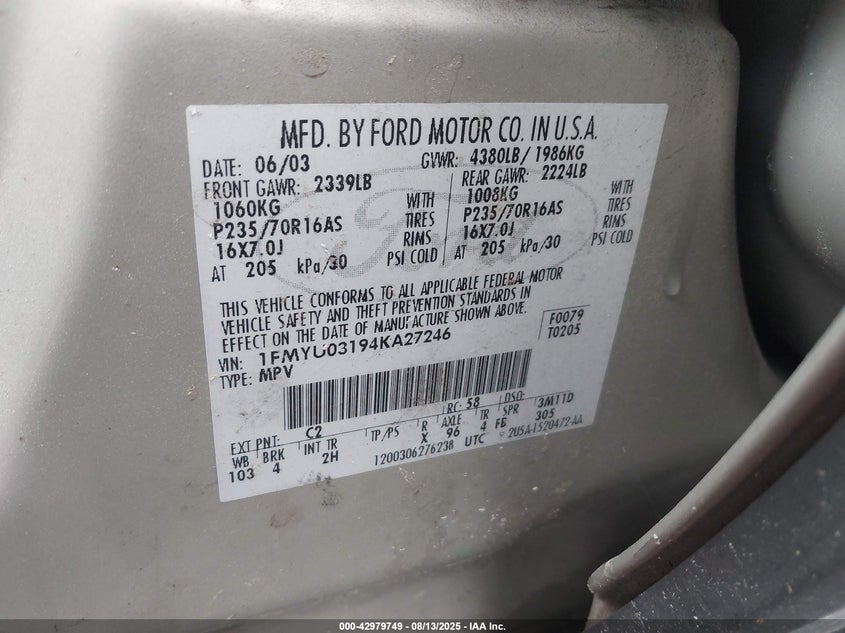 MFD. BY FORD MOTOR CO. IN U.S.A.
DATE: 06/03 GVWR: 4380LB/ 1986KG
FRONT GAWR: 2339LB REAR GAWR: 2224LB
1060KG WITH 1008KG WITH
P235/70R16AS TIRES P235/70R16AS TIRES
16X7.0J RIMS 16X7.0J RIMS
AT 205 kPa/30 PSI COLD AT 205 kPa/30 PSI COLD
Ford
THIS VEHICLE CONFORMS TO ALL APPLICABLE FEDERAL MOTOR
VEHICLE SAFETY AND THEFT PREVENTION STANDARDS IN
EFFECT ON THE DATE OF MANUFACTURE SHOWN ABOVE.
F0079
T0205
VIN: 1FMYU03194KA27246
TYPE: MPV
EXT PNT: C2 RC: 58 DSO: 3M11D
WB BRK INT TR TP/PS R AXLE TR SPR
103 4 2H X 96 4 FB 305
1200306276238 UTC 2U5A-1520472-AA
000-42979749 08/13/2025 IAA Inc.